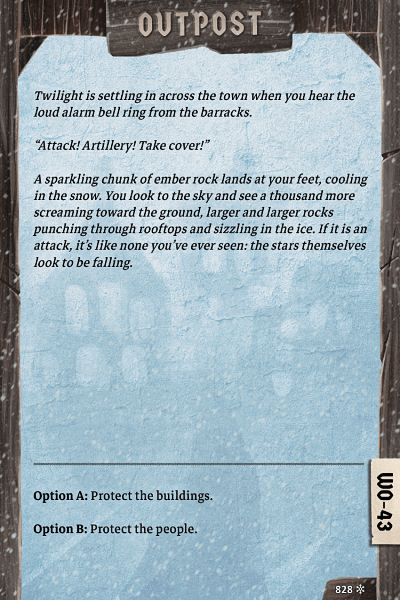 OUTPOST
Twilight is settling in across the town when you hear the
loud alarm bell ring from the barracks.
“Attack! Artillery! Take cover!”
A sparkling chunk of ember rock lands at your feet, cooling
in the snow. You look to the sky and see a thousand more
screaming toward the ground, larger and larger rocks
punching through rooftops and sizzling in the ice. If it is an
attack, it’s like none you’ve ever seen: the stars themselves
look to be falling.
Option A: Protect the buildings.
Option B: Protect the people.
WO-43
828